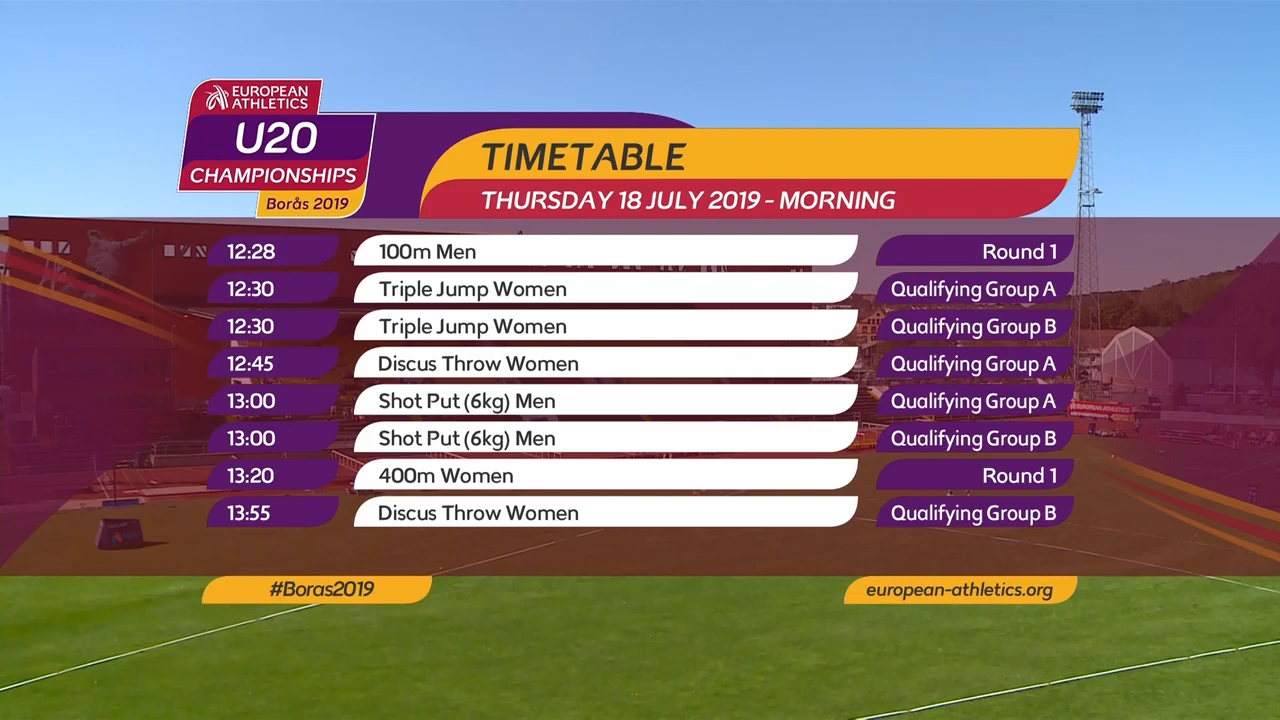 EUROPEAN
ATHLETICS
U20
CHAMPIONSHIPS
Borås 2019
TIMETABLE
THURSDAY 18 JULY 2019 - MORNING
12:28 100m Men Round 1
12:30 Triple Jump Women Qualifying Group A
12:30 Triple Jump Women Qualifying Group B
12:45 Discus Throw Women Qualifying Group A
13:00 Shot Put (6kg) Men Qualifying Group A
13:00 Shot Put (6kg) Men Qualifying Group B
13:20 400m Women Round 1
13:55 Discus Throw Women Qualifying Group B
EUROPEAN ATHLETICS
#Boras2019 european-athletics.org